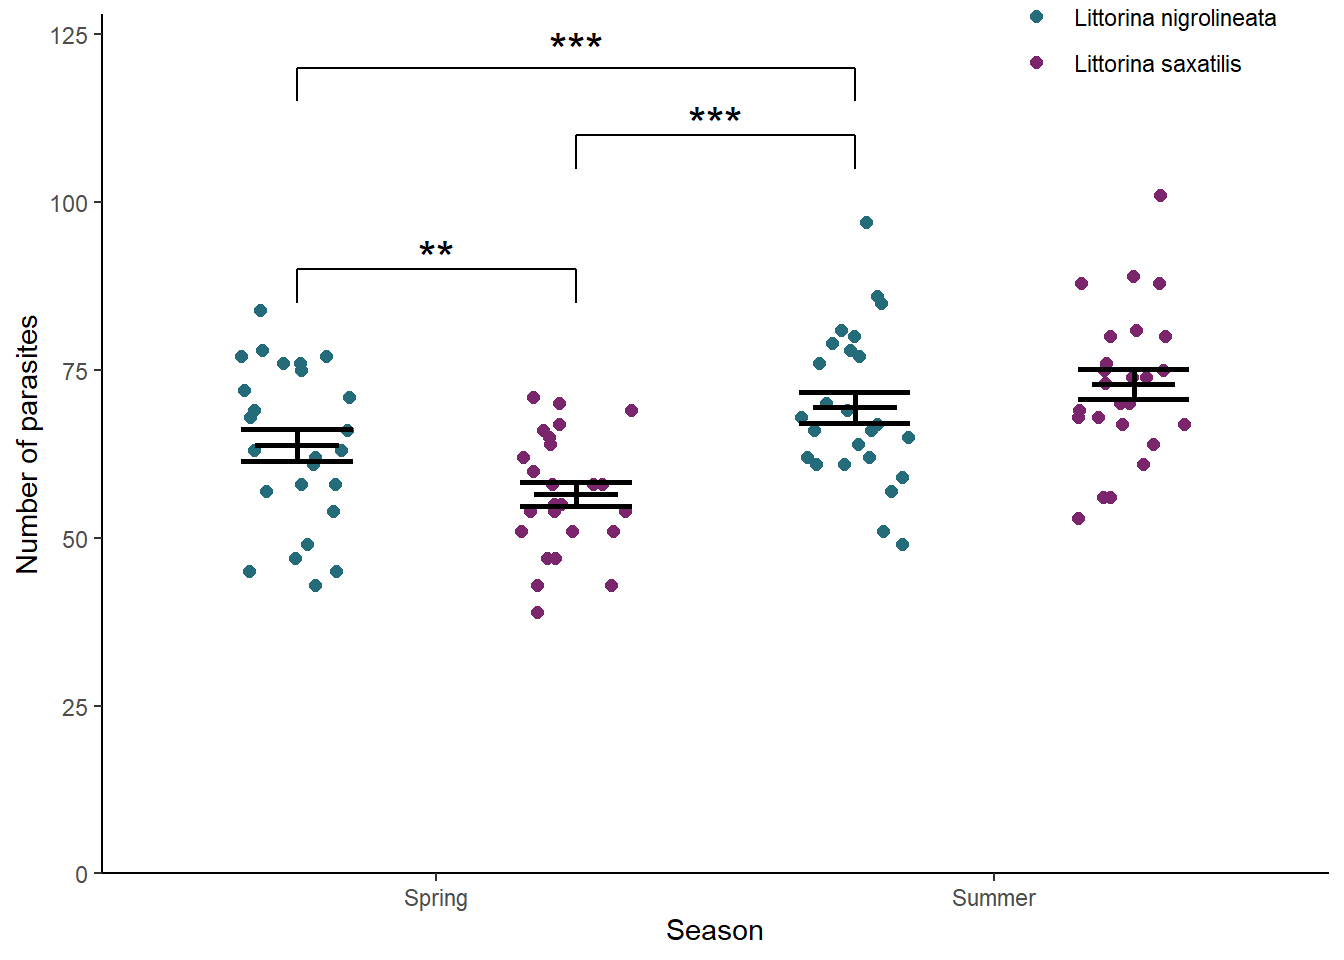 Littorina nigrolineata
Littorina saxatilis
125
100
75
50
25
0
***
***
**
Number of parasites
Spring
Summer
Season